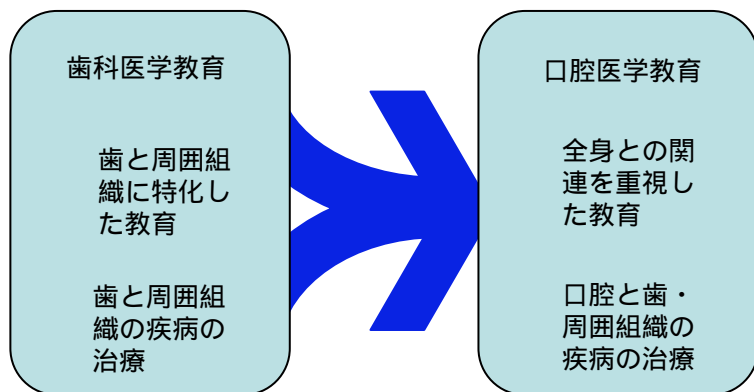 歯科医学教育
歯と周囲組
織に特化し
た教育
歯と周囲組
織の疾病の
治療
口腔医学教育
全身との関
連を重視し
た教育
口腔と歯・
周囲組織の
疾病の治療